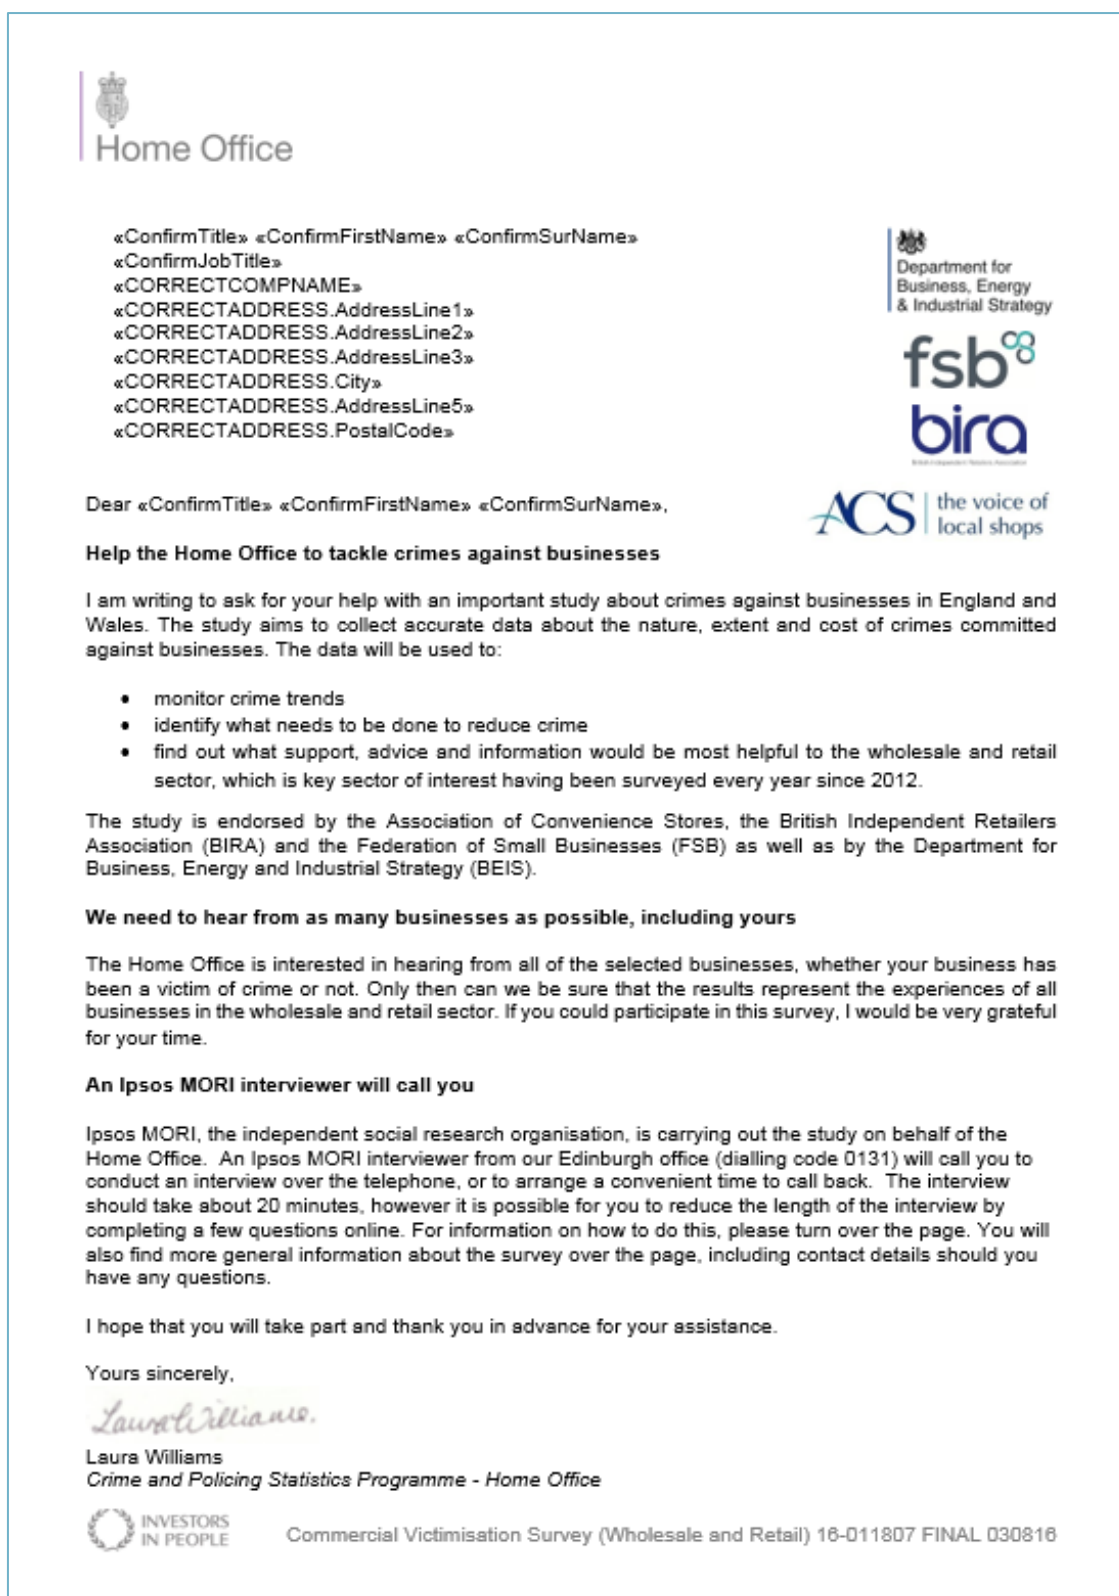 Home Office
«ConfirmTitle» «ConfirmFirstName» «ConfirmSurName»
«ConfirmJobTitle»
«CORRECTCOMPNAME»
«CORRECTADDRESS.AddressLine1»
«CORRECTADDRESS.AddressLine2»
«CORRECTADDRESS.AddressLine3»
«CORRECTADDRESS.City»
«CORRECTADDRESS.AddressLine5»
«CORRECTADDRESS.PostalCode»
Department for
Business, Energy
& Industrial Strategy
fsb
bira
ACS the voice of
local shops
Dear «ConfirmTitle» «ConfirmFirstName» «ConfirmSurName»,
Help the Home Office to tackle crimes against businesses
I am writing to ask for your help with an important study about crimes against businesses in England and
Wales. The study aims to collect accurate data about the nature, extent and cost of crimes committed
against businesses. The data will be used to:
• monitor crime trends
• identify what needs to be done to reduce crime
• find out what support, advice and information would be most helpful to the wholesale and retail
sector, which is key sector of interest having been surveyed every year since 2012.
The study is endorsed by the Association of Convenience Stores, the British Independent Retailers
Association (BIRA) and the Federation of Small Businesses (FSB) as well as by the Department for
Business, Energy and Industrial Strategy (BEIS).
We need to hear from as many businesses as possible, including yours
The Home Office is interested in hearing from all of the selected businesses, whether your business has
been a victim of crime or not. Only then can we be sure that the results represent the experiences of all
businesses in the wholesale and retail sector. If you could participate in this survey, I would be very grateful
for your time.
An Ipsos MORI interviewer will call you
Ipsos MORI, the independent social research organisation, is carrying out the study on behalf of the
Home Office.  An Ipsos MORI interviewer from our Edinburgh office (dialling code 0131) will call you to
conduct an interview over the telephone, or to arrange a convenient time to call back.  The interview
should take about 20 minutes, however it is possible for you to reduce the length of the interview by
completing a few questions online. For information on how to do this, please turn over the page. You will
also find more general information about the survey over the page, including contact details should you
have any questions.
I hope that you will take part and thank you in advance for your assistance.
Yours sincerely,
Laura Williams.
Laura Williams
Crime and Policing Statistics Programme - Home Office
INVESTORS
IN PEOPLE
Commercial Victimisation Survey (Wholesale and Retail) 16-011807 FINAL 030816